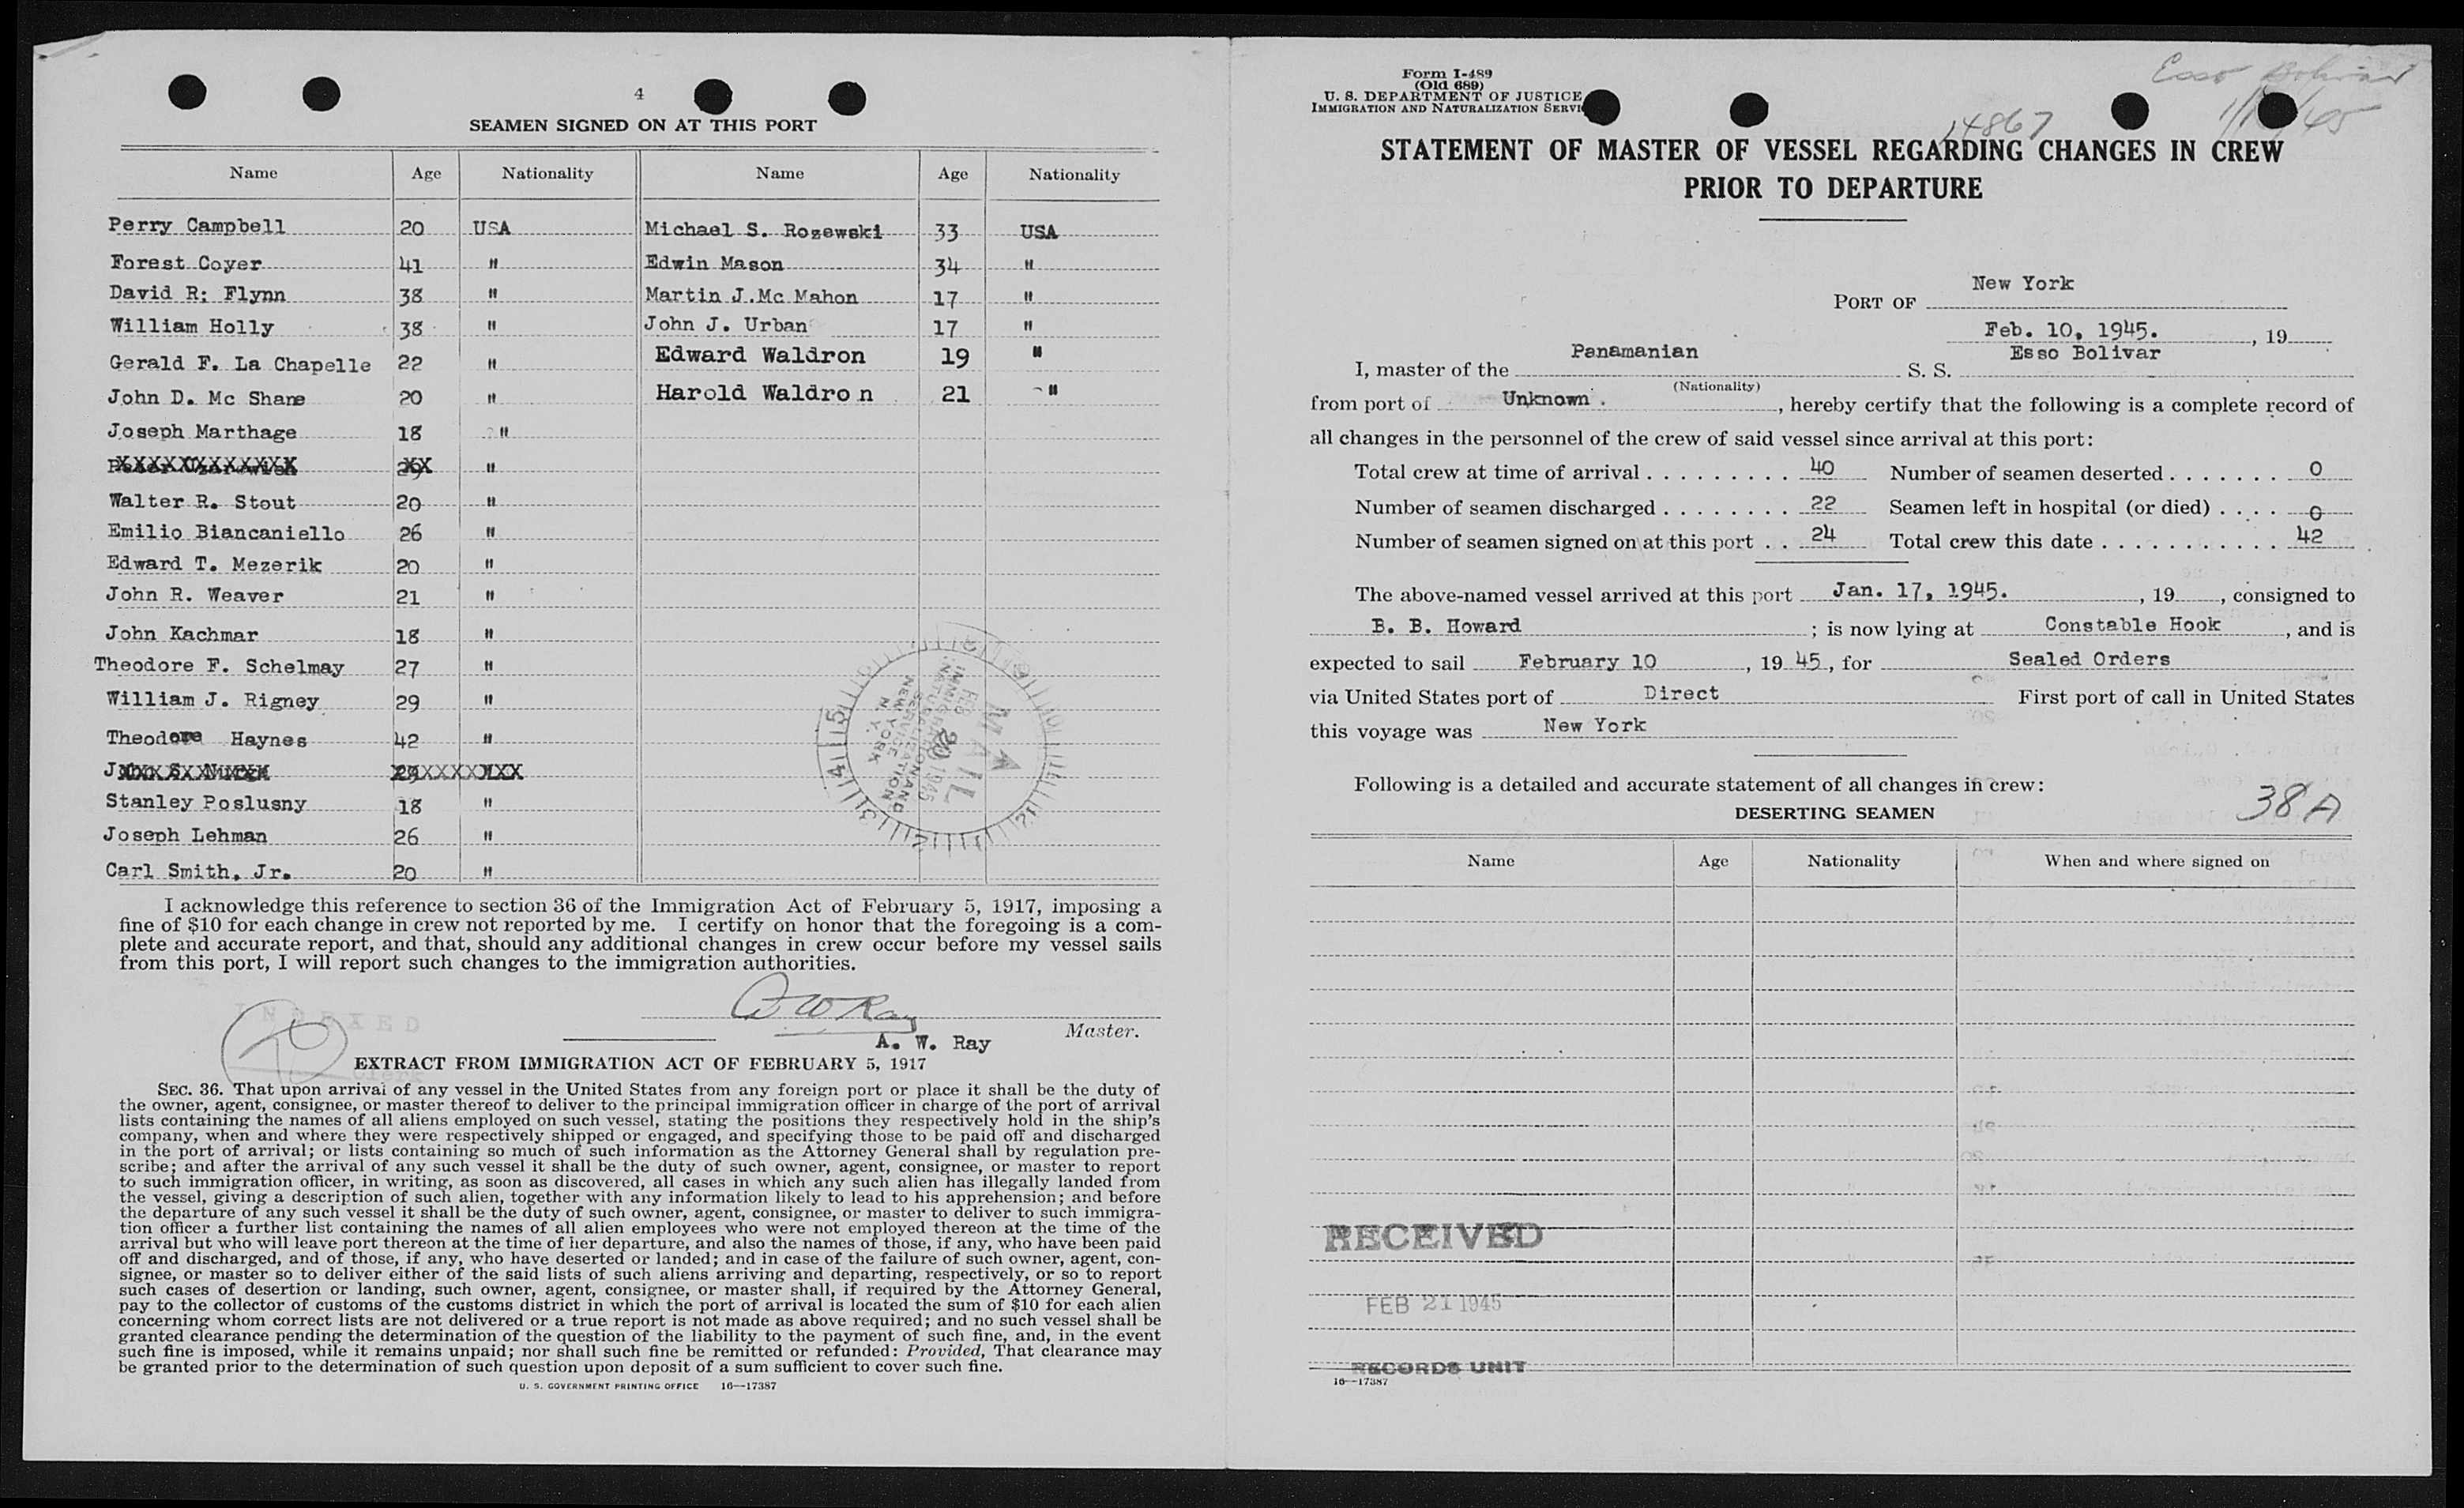 4
SEAMEN SIGNED ON AT THIS PORT
Name Age Nationality Name Age Nationality
Perry Campbell 20 USA Michael S. Rozewski 33 USA
Forest Coyer 41 " Edwin Mason 34 "
David R: Flynn 38 " Martin J.Mc Mahon 17 "
William Holly 38 " John J. Urban 17 "
Gerald F. La Chapelle 22 " Edward Waldron 19 "
John D. Mc Shane 20 " Harold Waldron 21 "
Joseph Marthage 18 "
"
Walter R. Stout 20 "
Emilio Biancaniello 26 "
Edward T. Mezerik 20 "
John R. Weaver 21 "
John Kachmar 18 "
Theodore F. Schelmay 27 "
William J. Rigney 29 "
Theodore Haynes 42 "
Stanley Poslusny 18 "
Joseph Lehman 26 "
Carl Smith, Jr. 20 "
MAIL
IMMIGRATION AND
NATURALIZATION
SERVICE
NEW YORK
N. Y.
FEB 20 1945
I acknowledge this reference to section 36 of the Immigration Act of February 5, 1917, imposing a
fine of $10 for each change in crew not reported by me. I certify on honor that the foregoing is a com-
plete and accurate report, and that, should any additional changes in crew occur before my vessel sails
from this port, I will report such changes to the immigration authorities.
A W Ray
Master.
A. W. Ray
INDEXED
Clerk
EXTRACT FROM IMMIGRATION ACT OF FEBRUARY 5, 1917
SEC. 36. That upon arrival of any vessel in the United States from any foreign port or place it shall be the duty of
the owner, agent, consignee, or master thereof to deliver to the principal immigration officer in charge of the port of arrival
lists containing the names of all aliens employed on such vessel, stating the positions they respectively hold in the ship's
company, when and where they were respectively shipped or engaged, and specifying those to be paid off and discharged
in the port of arrival; or lists containing so much of such information as the Attorney General shall by regulation pre-
scribe; and after the arrival of any such vessel it shall be the duty of such owner, agent, consignee, or master to report
to such immigration officer, in writing, as soon as discovered, all cases in which any such alien has illegally landed from
the vessel, giving a description of such alien, together with any information likely to lead to his apprehension; and before
the departure of any such vessel it shall be the duty of such owner, agent, consignee, or master to deliver to such immigra-
tion officer a further list containing the names of all alien employees who were not employed thereon at the time of the
arrival but who will leave port thereon at the time of her departure, and also the names of those, if any, who have been paid
off and discharged, and of those, if any, who have deserted or landed; and in case of the failure of such owner, agent, con-
signee, or master so to deliver either of the said lists of such aliens arriving and departing, respectively, or so to report
such cases of desertion or landing, such owner, agent, consignee, or master shall, if required by the Attorney General,
pay to the collector of customs of the customs district in which the port of arrival is located the sum of $10 for each alien
concerning whom correct lists are not delivered or a true report is not made as above required; and no such vessel shall be
granted clearance pending the determination of the question of the liability to the payment of such fine, and, in the event
such fine is imposed, while it remains unpaid; nor shall such fine be remitted or refunded: Provided, That clearance may
be granted prior to the determination of such question upon deposit of a sum sufficient to cover such fine.
U. S. GOVERNMENT PRINTING OFFICE 16—17387
Form I-489
(Old 689)
U. S. DEPARTMENT OF JUSTICE
IMMIGRATION AND NATURALIZATION SERVI
Esso Bolivar
14867
STATEMENT OF MASTER OF VESSEL REGARDING CHANGES IN CREW
PRIOR TO DEPARTURE
PORT OF New York
Feb. 10, 1945. , 19
I, master of the Panamanian S. S. Esso Bolivar
(Nationality)
from port of Unknown . , hereby certify that the following is a complete record of
all changes in the personnel of the crew of said vessel since arrival at this port:
Total crew at time of arrival . . . . . . . . . 40 Number of seamen deserted . . . . . . . 0
Number of seamen discharged . . . . . . . . 22 Seamen left in hospital (or died) . . . . 0
Number of seamen signed on at this port . . 24 Total crew this date . . . . . . . . . . . . 42
The above-named vessel arrived at this port Jan. 17, 1945. , 19 , consigned to
B. B. Howard ; is now lying at Constable Hook , and is
expected to sail February 10 , 19 45 , for Sealed Orders
via United States port of Direct First port of call in United States
this voyage was New York
Following is a detailed and accurate statement of all changes in crew:
38A
DESERTING SEAMEN
Name Age Nationality When and where signed on
RECEIVED
FEB 21 1945
RECORDS UNIT
16—17387